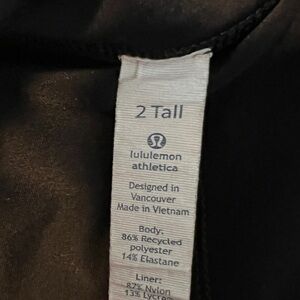 2 Tall
lululemon
athletica
Designed in
Vancouver
Made in Vietnam
Body:
86% Recycled
polyester
14% Elastane
Liner:
87% Nylon
13% Lycra®